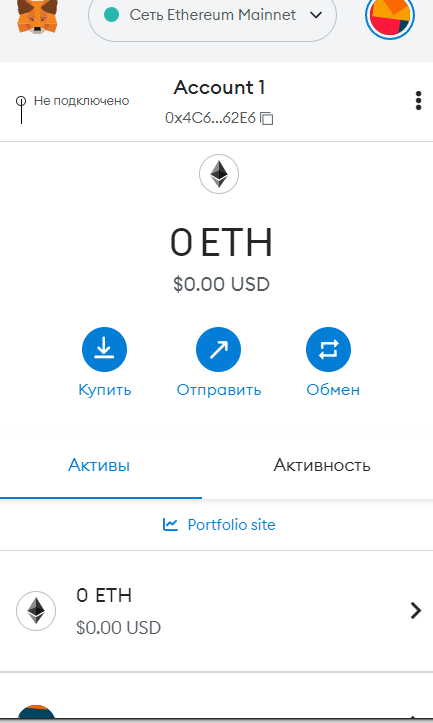 Сеть Ethereum Mainnet
Не подключено
Account 1
0x4C6...62E6
0 ETH
$0.00 USD
Купить
Отправить
Обмен
Активы
Активность
Portfolio site
0 ETH
$0.00 USD